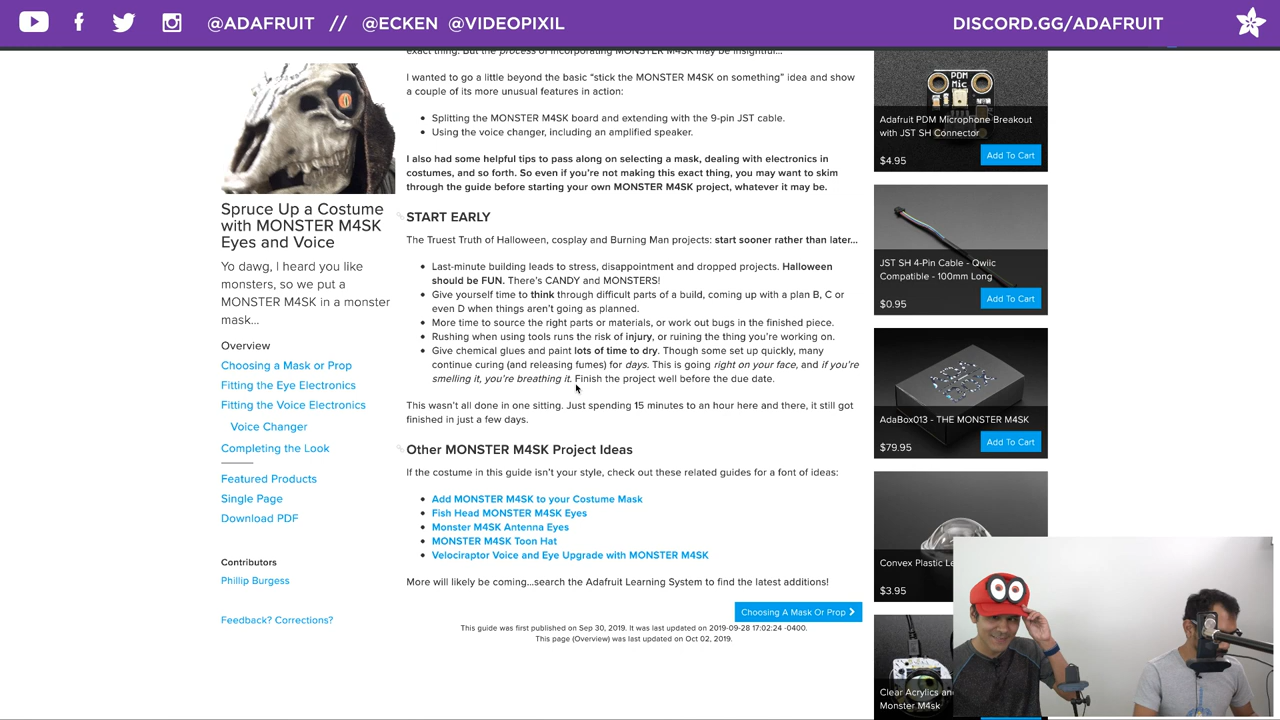 @ADAFRUIT // @ECKEN @VIDEOPIXIL
DISCORD.GG/ADAFRUIT
exact thing. But the process of incorporating MONSTER M4SK may be insightful...
I wanted to go a little beyond the basic “stick the MONSTER M4SK on something” idea and show
a couple of its more unusual features in action:
• Splitting the MONSTER M4SK board and extending with the 9-pin JST cable.
• Using the voice changer, including an amplified speaker.
I also had some helpful tips to pass along on selecting a mask, dealing with electronics in
costumes, and so forth. So even if you're not making this exact thing, you may want to skim
through the guide before starting your own MONSTER M4SK project, whatever it may be.
START EARLY
The Truest Truth of Halloween, cosplay and Burning Man projects: start sooner rather than later...
• Last-minute building leads to stress, disappointment and dropped projects. Halloween
should be FUN. There's CANDY and MONSTERS!
• Give yourself time to think through difficult parts of a build, coming up with a plan B, C or
even D when things aren't going as planned.
• More time to source the right parts or materials, or work out bugs in the finished piece.
• Rushing when using tools runs the risk of injury, or ruining the thing you're working on.
• Give chemical glues and paint lots of time to dry. Though some set up quickly, many
continue curing (and releasing fumes) for days. This is going right on your face, and if you're
smelling it, you're breathing it. Finish the project well before the due date.
This wasn't all done in one sitting. Just spending 15 minutes to an hour here and there, it still got
finished in just a few days.
Other MONSTER M4SK Project Ideas
If the costume in this guide isn't your style, check out these related guides for a font of ideas:
• Add MONSTER M4SK to your Costume Mask
• Fish Head MONSTER M4SK Eyes
• Monster M4SK Antenna Eyes
• MONSTER M4SK Toon Hat
• Velociraptor Voice and Eye Upgrade with MONSTER M4SK
More will likely be coming...search the Adafruit Learning System to find the latest additions!
Choosing A Mask Or Prop
This guide was first published on Sep 30, 2019. It was last updated on 2019-09-28 17:02:24 -0400.
This page (Overview) was last updated on Oct 02, 2019.
Spruce Up a Costume
with MONSTER M4SK
Eyes and Voice
Yo dawg, I heard you like
monsters, so we put a
MONSTER M4SK in a monster
mask...
Overview
Choosing a Mask or Prop
Fitting the Eye Electronics
Fitting the Voice Electronics
Voice Changer
Completing the Look
Featured Products
Single Page
Download PDF
Contributors
Phillip Burgess
Feedback? Corrections?
PDM
Mic
Adafruit PDM Microphone Breakout
with JST SH Connector
$4.95
Add To Cart
JST SH 4-Pin Cable - Qwiic
Compatible - 100mm Long
$0.95
Add To Cart
AdaBox013 - THE MONSTER M4SK
$79.95
Add To Cart
Convex Plastic Le
$3.95
Clear Acrylics an
Monster M4sk